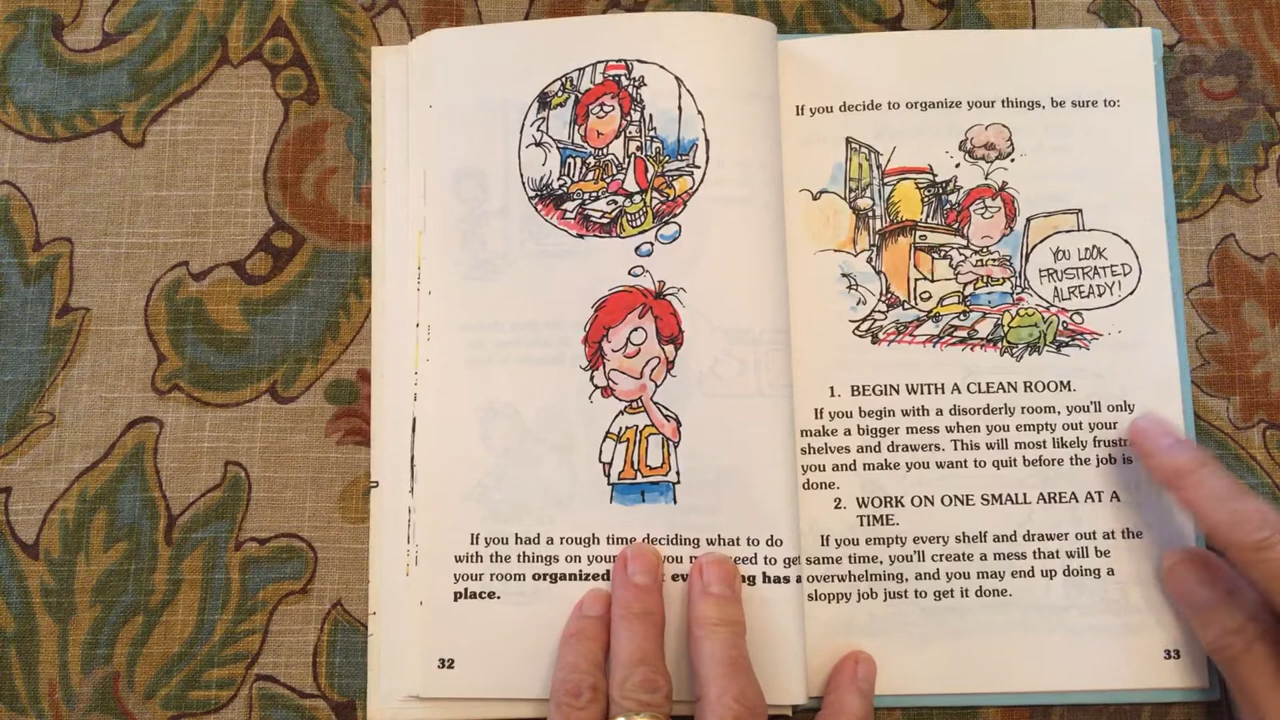 10
10
If you had a rough time deciding what to do
with the things on your you need to get
your room organized has a
place.
32
If you decide to organize your things, be sure to:
YOU LOOK
FRUSTRATED
ALREADY!
1. BEGIN WITH A CLEAN ROOM.
If you begin with a disorderly room, you'll only
make a bigger mess when you empty out your
shelves and drawers. This will most likely
you and make you want to quit before the job is
done.
2. WORK ON ONE SMALL AREA AT A
TIME.
If you empty every shelf and drawer out at the
same time, you'll create a mess that will be
overwhelming, and you may end up doing a
sloppy job just to get it done.
33